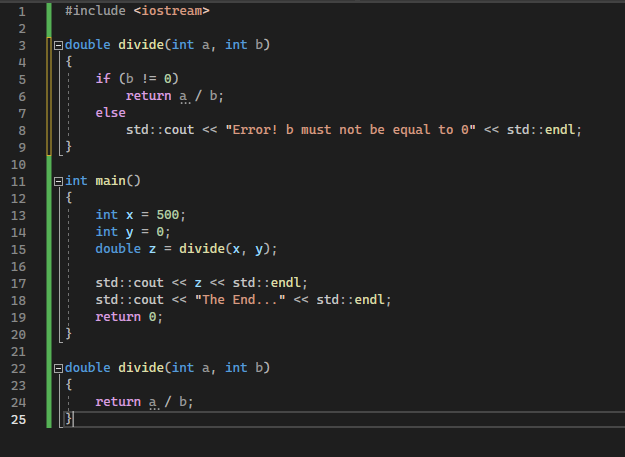 1 #include <iostream>
2
3 double divide(int a, int b)
4 {
5     if (b != 0)
6         return a / b;
7     else
8         std::cout << "Error! b must not be equal to 0" << std::endl;
9 }
10
11 int main()
12 {
13     int x = 500;
14     int y = 0;
15     double z = divide(x, y);
16
17     std::cout << z << std::endl;
18     std::cout << "The End..." << std::endl;
19     return 0;
20 }
21
22 double divide(int a, int b)
23 {
24     return a / b;
25 }